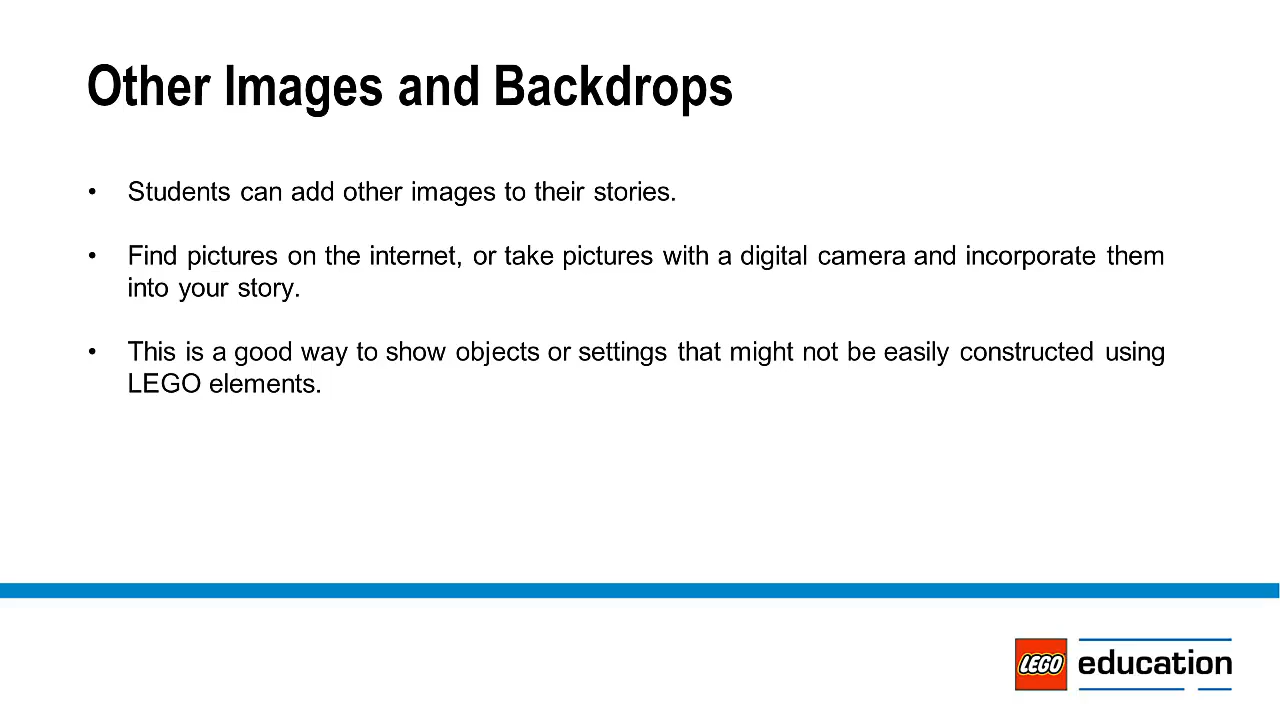 Other Images and Backdrops
• Students can add other images to their stories.
• Find pictures on the internet, or take pictures with a digital camera and incorporate them
into your story.
• This is a good way to show objects or settings that might not be easily constructed using
LEGO elements.
LEGO education